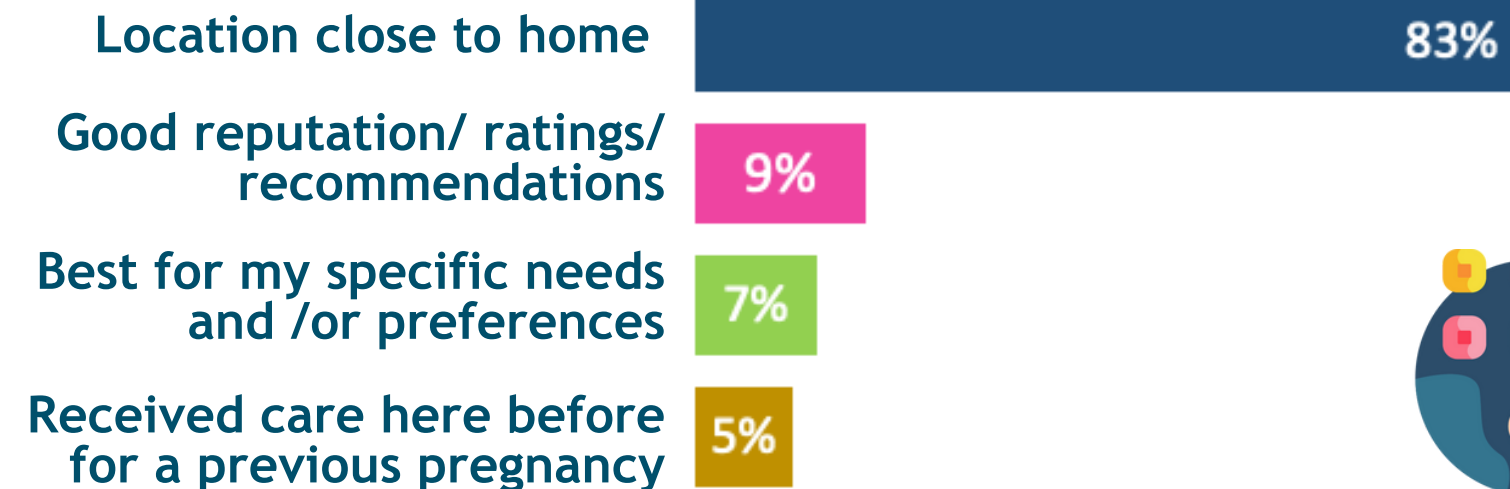 Location close to home
83%
Good reputation/ ratings/
recommendations
9%
Best for my specific needs
and /or preferences
7%
Received care here before
for a previous pregnancy
5%